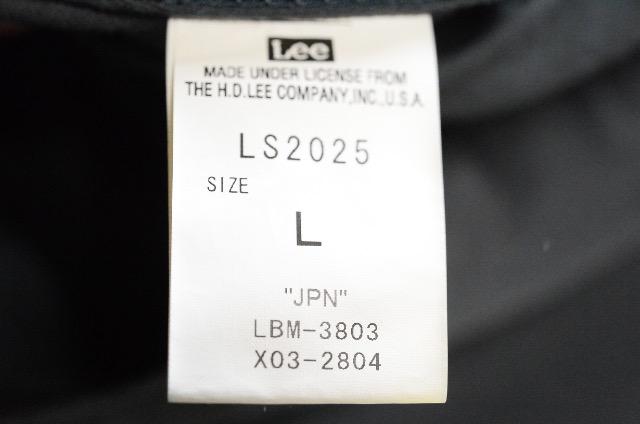 Lee
MADE UNDER LICENSE FROM
THE H.D.LEE COMPANY,INC.,U.S.A.
LS2025
SIZE
L
"JPN"
LBM-3803
X03-2804